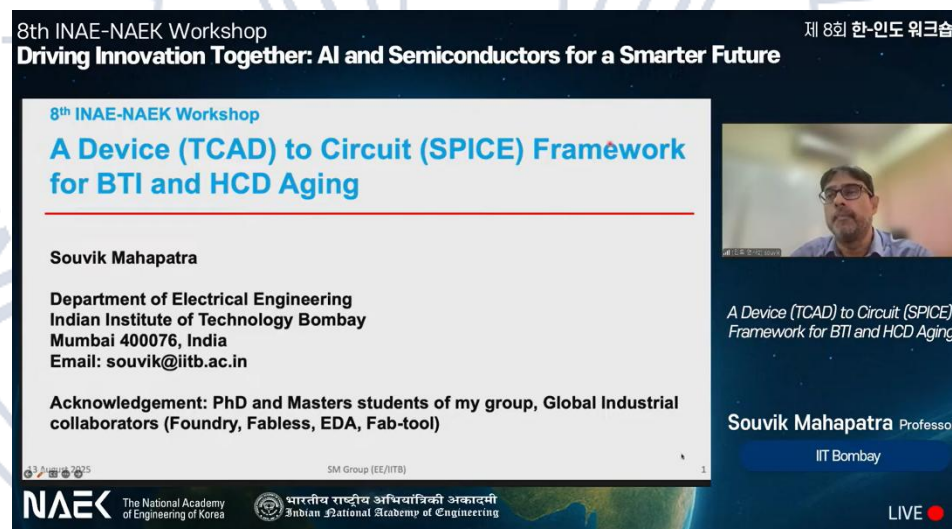 8th INAE-NAEK Workshop
Driving Innovation Together: AI and Semiconductors for a Smarter Future
제 8회 한-인도 워크숍
8th INAE-NAEK Workshop
A Device (TCAD) to Circuit (SPICE) Framework
for BTI and HCD Aging
Souvik Mahapatra
Department of Electrical Engineering
Indian Institute of Technology Bombay
Mumbai 400076, India
Email: souvik@iitb.ac.in
Acknowledgement: PhD and Masters students of my group, Global Industrial
collaborators (Foundry, Fabless, EDA, Fab-tool)
13 August 2025
SM Group (EE/IITB)
1
A Device (TCAD) to Circuit (SPICE)
Framework for BTI and HCD Aging
Souvik Mahapatra Professo
IIT Bombay
NAEK
The National Academy
of Engineering of Korea
भारतीय राष्ट्रीय अभियांत्रिकी अकादमी
Indian National Academy of Engineering
LIVE